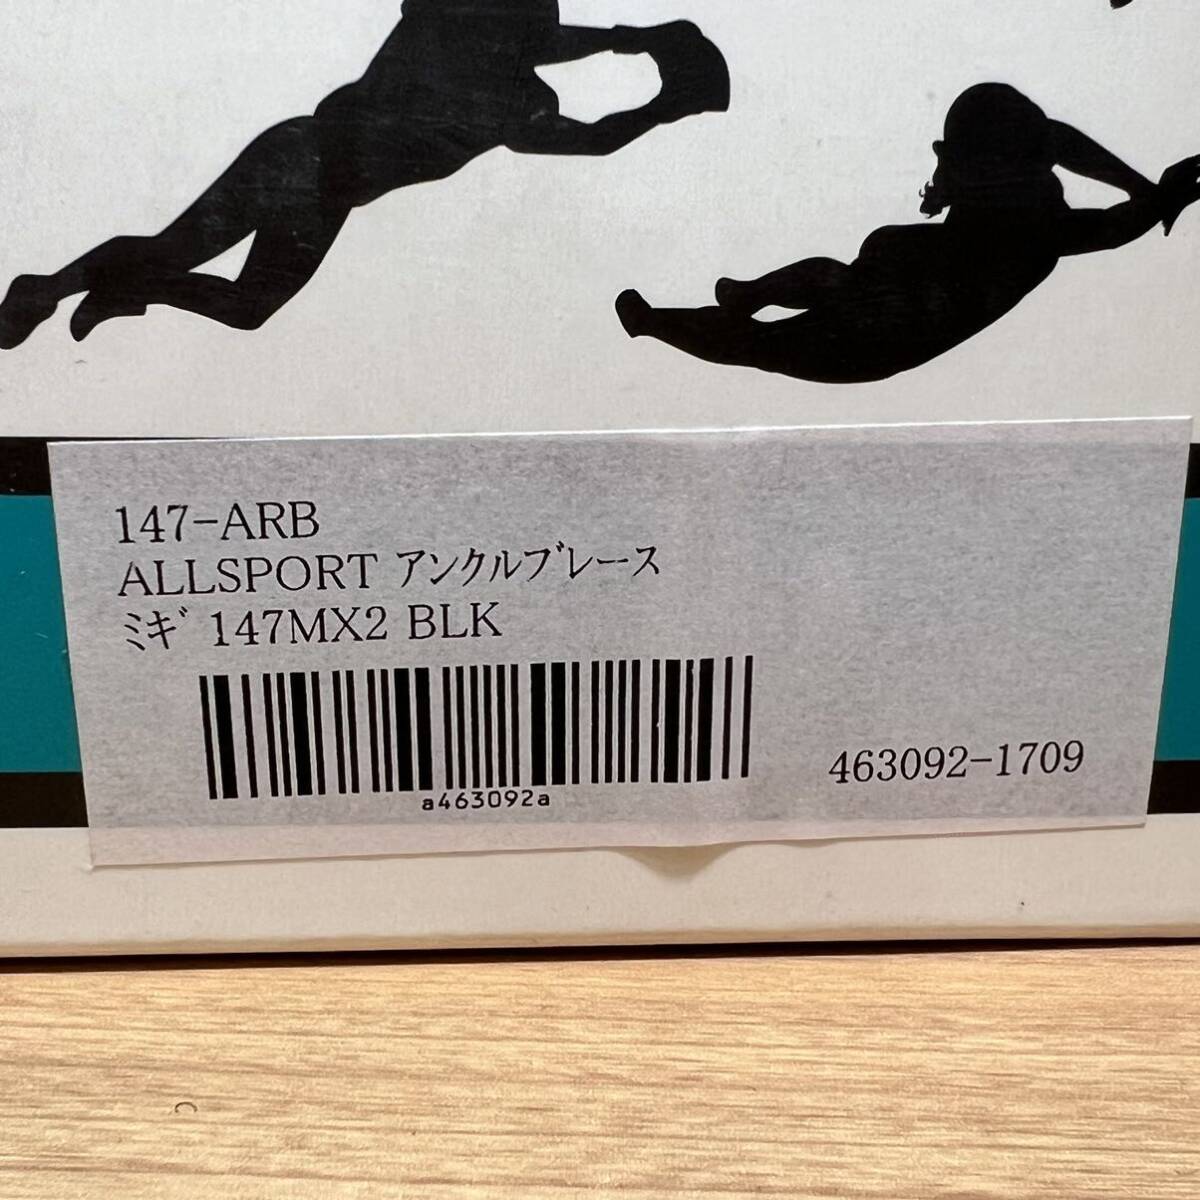 147-ARB
ALLSPORT アンクルブレース
ミギ 147MX2 BLK
a463092a
463092-1709